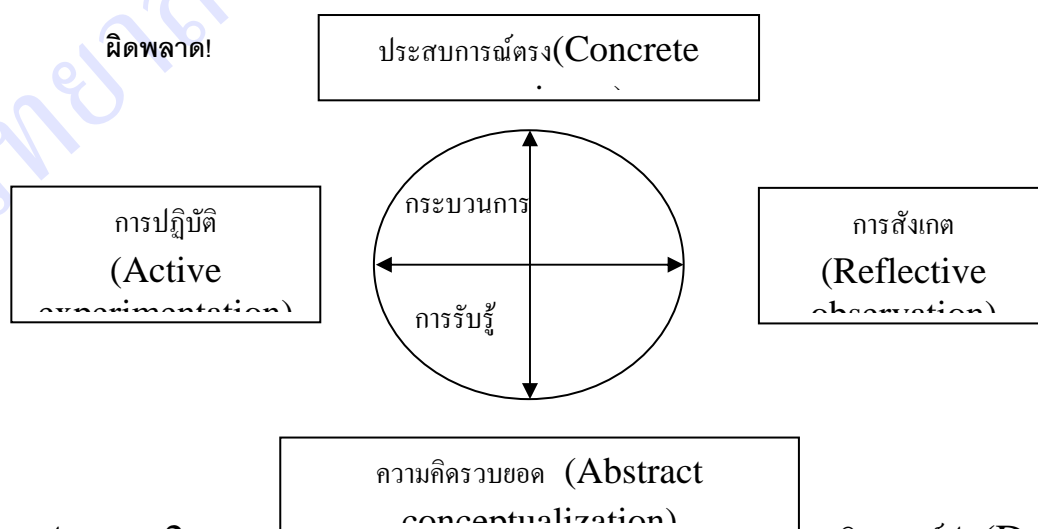 ผิดพลาด!
ประสบการณ์ตรง(Concrete
กระบวนการ
การปฏิบัติ
(Active
experimentation)
การสังเกต
(Reflective
observation)
การรับรู้
ความคิดรวบยอด (Abstract
conceptualization)